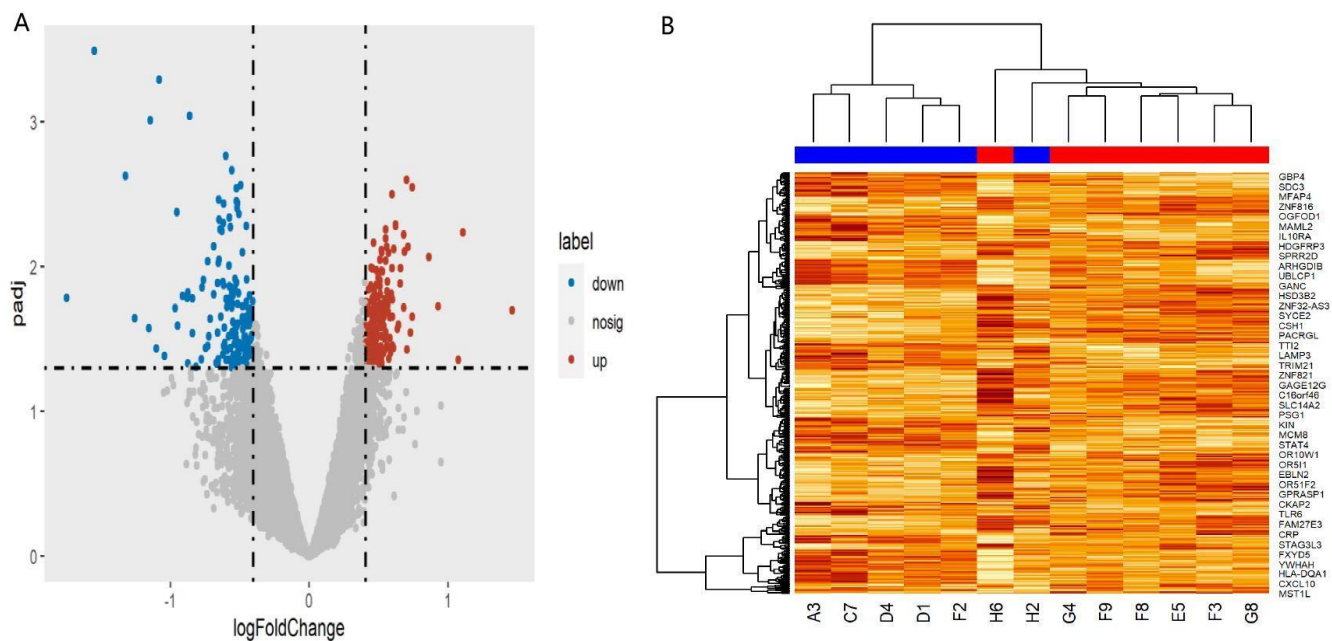 A
3
2
1
0
padj
-1
0
1
logFoldChange
label
down
nosig
up
B
GBP4
SDC3
MFAP4
ZNF816
OGFOD1
MAML2
IL10RA
HDGFRP3
SPRR2D
ARHGDIB
UBLCP1
GANC
HSD3B2
ZNF32-AS3
SYCE2
CSH1
PACRGL
TTI2
LAMP3
TRIM21
ZNF821
GAGE12G
C16orf46
SLC14A2
PSG1
KIN
MCM8
STAT4
OR10W1
OR5I1
EBLN2
OR51F2
GPRASP1
CKAP2
TLR6
FAM27E3
CRP
STAG3L3
FXYD5
YWHAH
HLA-DQA1
CXCL10
MST1L
A3 C7 D4 D1 F2 H6 H2 G4 F9 F8 E5 F3 G8